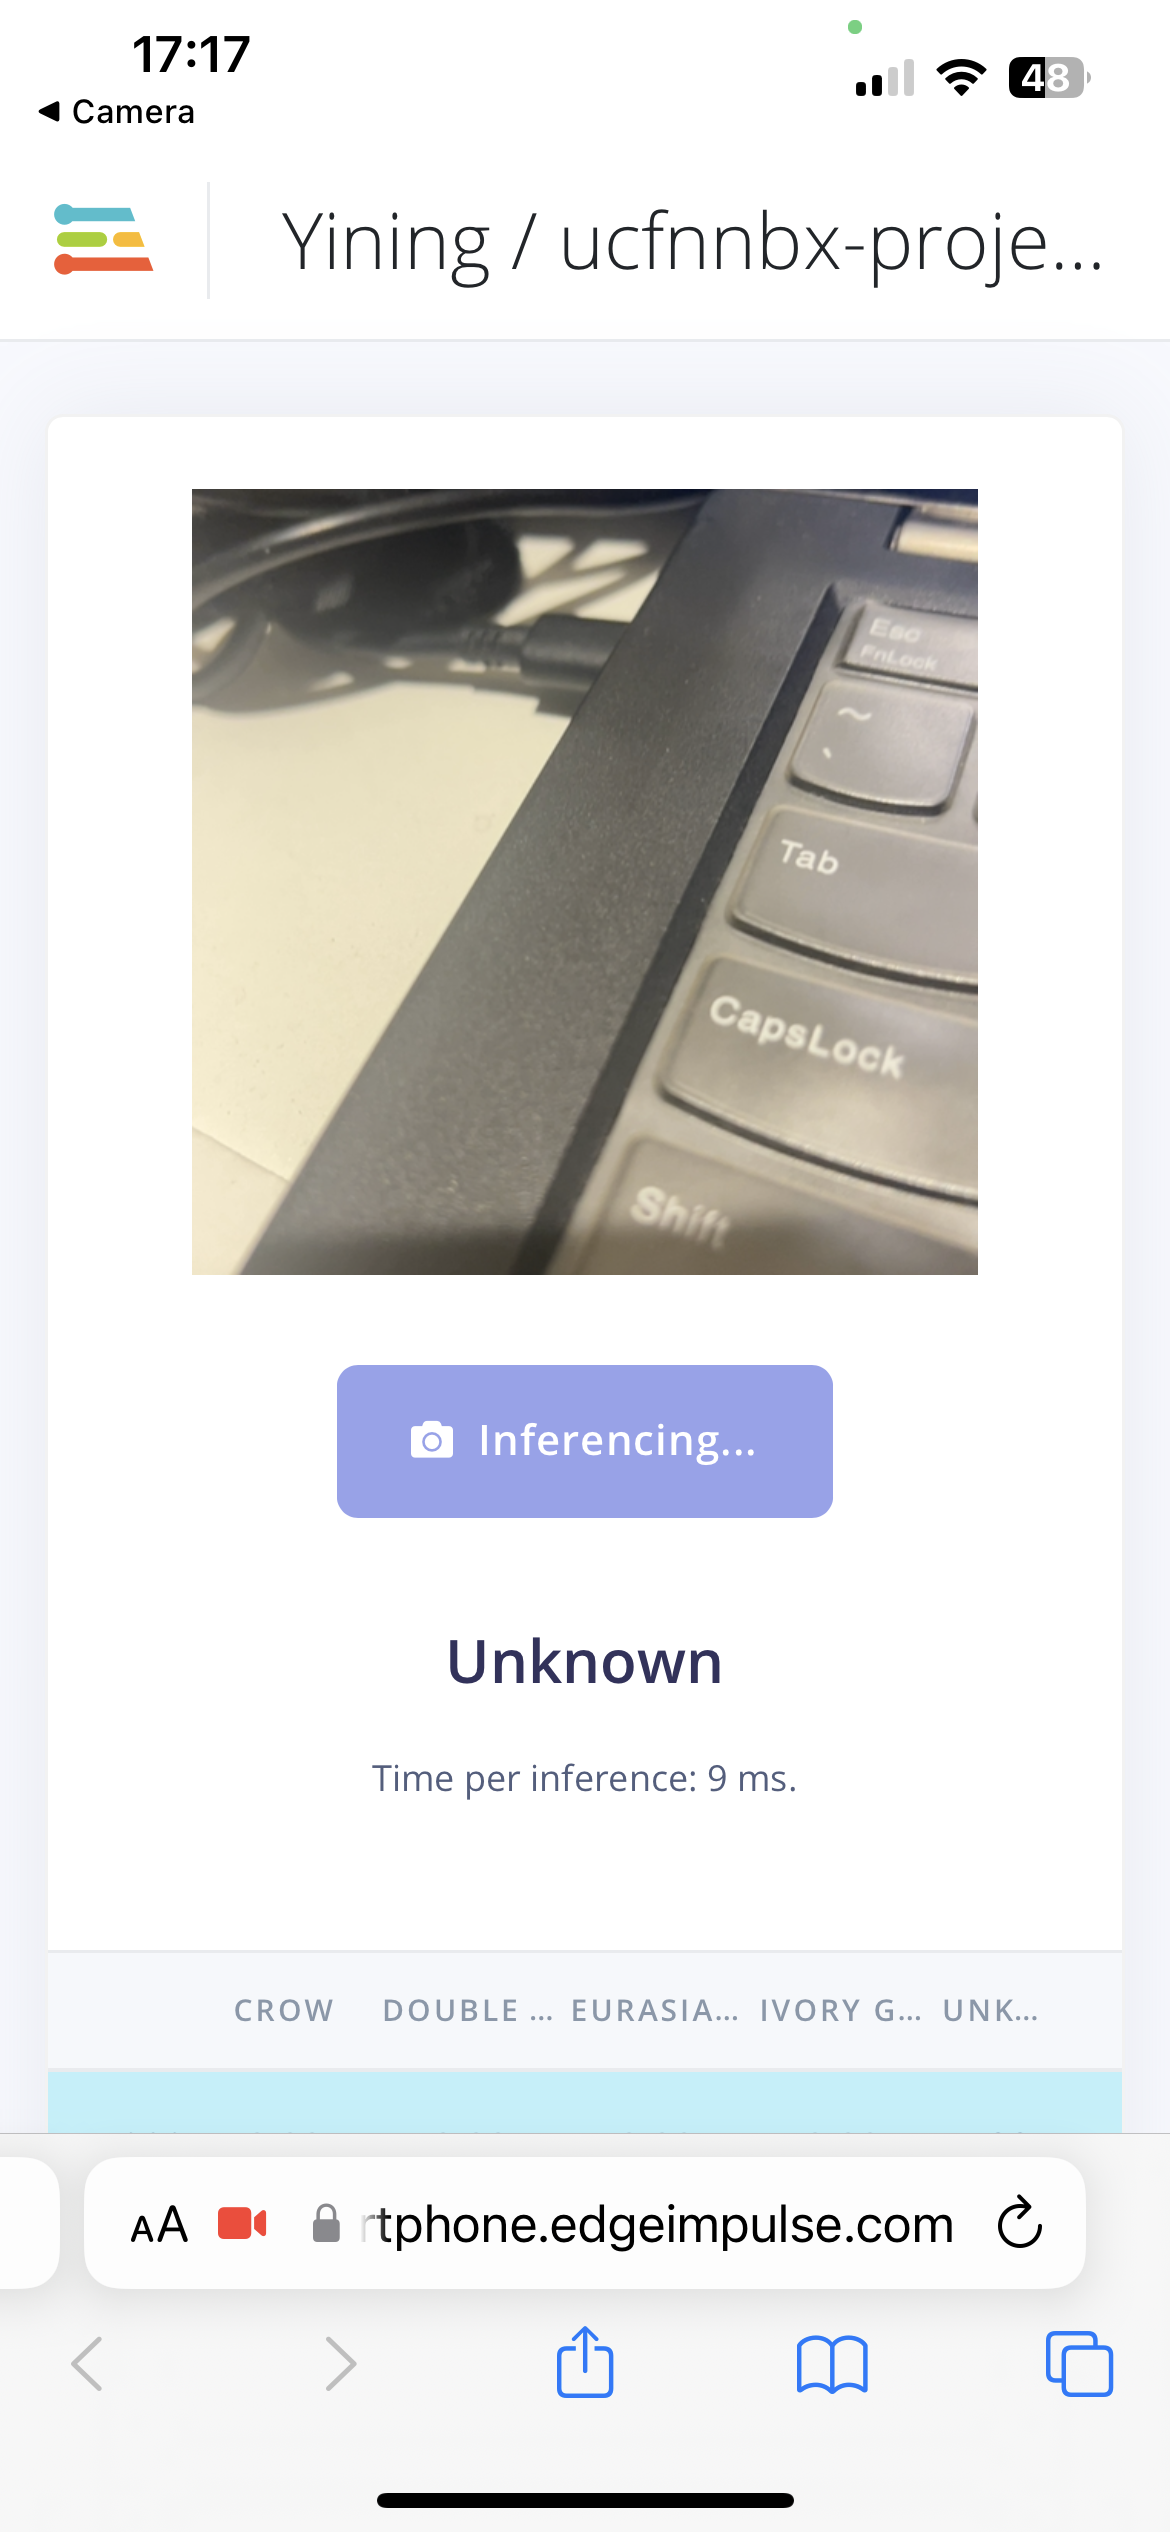 17:17
48
Camera
Yining / ucfnnbx-proje...
Esc
FnLock
~
`
Tab
CapsLock
Shift
Inferencing...
Unknown
Time per inference: 9 ms.
CROW DOUBLE ... EURASIA... IVORY G... UNK...
AA rtphone.edgeimpulse.com